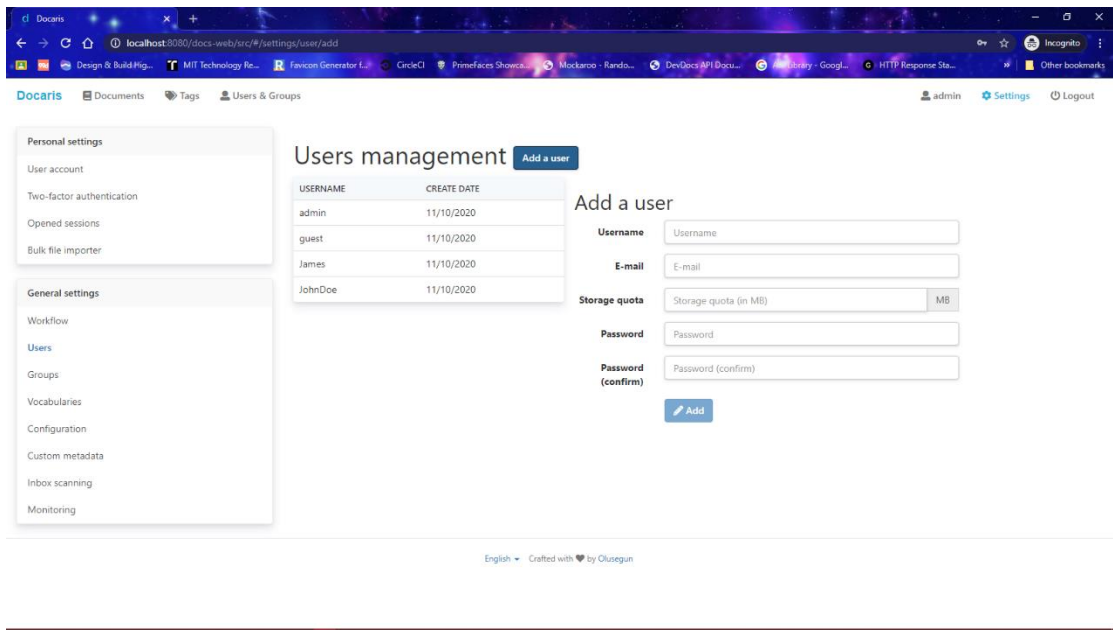 Docaris
localhost:8080/docs-web/src/#/settings/user/add
Incognito
Design & Build:Mig... MIT Technology Re... Favicon Generator f... CircleCI PrimeFaces Showca... Mockaroo - Rando... DevDocs API Docu... Library - Googl... HTTP Response Sta... Other bookmarks
Docaris Documents Tags Users & Groups admin Settings Logout
Personal settings
User account
Two-factor authentication
Opened sessions
Bulk file importer
General settings
Workflow
Users
Groups
Vocabularies
Configuration
Custom metadata
Inbox scanning
Monitoring
Users management Add a user
USERNAME CREATE DATE
admin 11/10/2020
guest 11/10/2020
James 11/10/2020
JohnDoe 11/10/2020
Add a user
Username Username
E-mail E-mail
Storage quota Storage quota (in MB) MB
Password Password
Password
(confirm) Password (confirm)
Add
English Crafted with ❤ by Olusegun